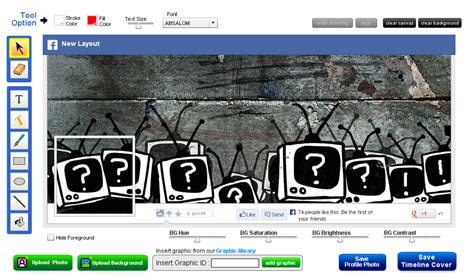 Tool
Option
Stroke
Color
Fill
Color
Text Size
Font
ABSALOM
clear canvas
clear background
f New Layout
T
? ? ? ? ? ? !
1 point
Like
Send
74 people like this. Be the first of
your friends.
+1
+1
Hide Foreground
BG Hue
BG Saturation
BG Brightness
BG Contrast
Insert graphic from our Graphic library
Upload Photo
Upload Background
Insert Graphic ID :
add graphic
Save
Profile Photo
Save
Timeline Cover